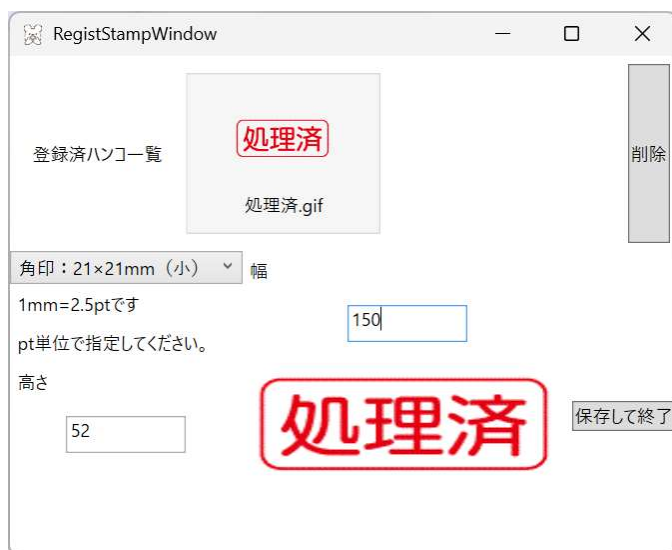 RegistStampWindow
登録済ハンコ一覧
処理済
処理済.gif
削除
角印：21×21mm（小）
幅
1mm=2.5ptです
150
pt単位で指定してください。
高さ
52
処理済
保存して終了